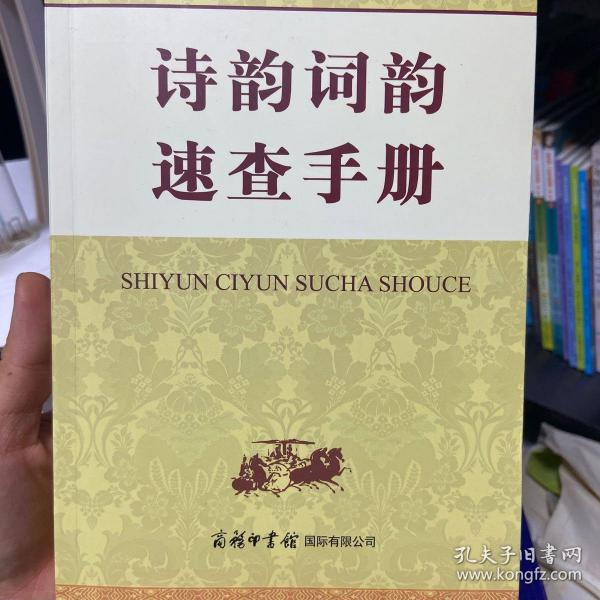 诗韵词韵
速查手册
SHIYUN CIYUN SUCHA SHOUCE
商務印書館 国际有限公司
孔夫子旧书网
www.kongfz.com